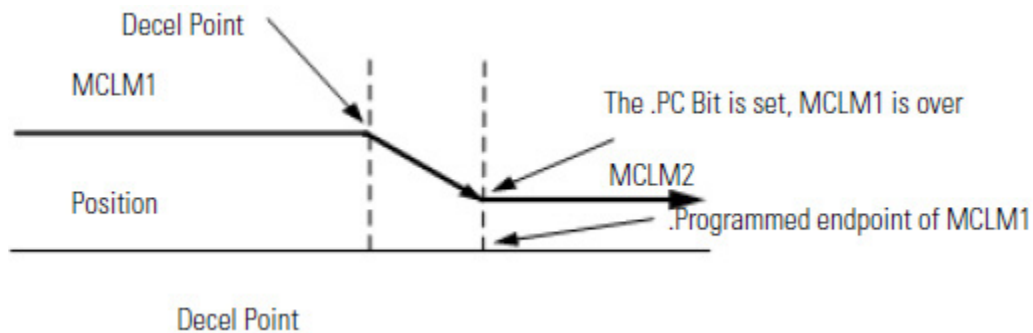 Decel Point
MCLM1
The .PC Bit is set, MCLM1 is over
MCLM2
Position
.Programmed endpoint of MCLM1
Decel Point